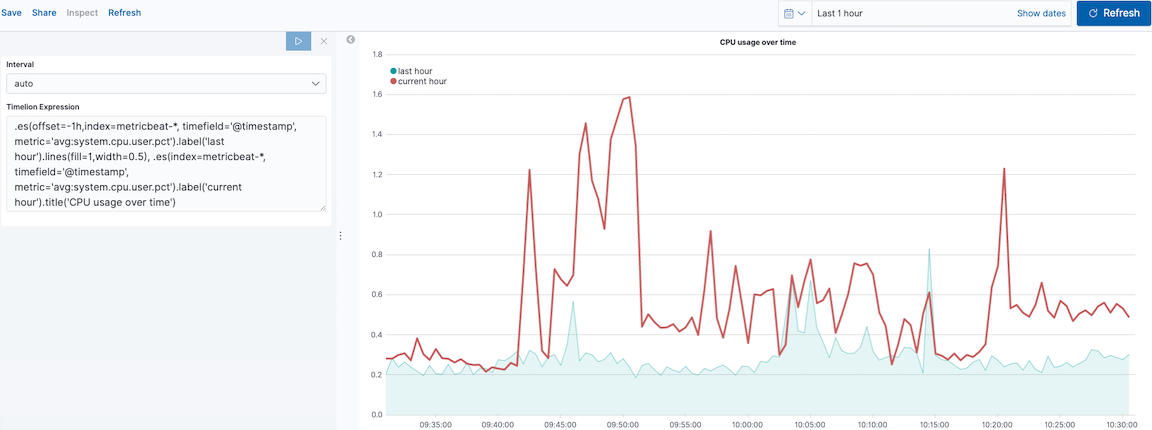 Save Share Inspect Refresh
Last 1 hour Show dates Refresh
Interval
auto
Timelion Expression
.es(offset=-1h,index=metricbeat-*, timefield='@timestamp',
metric='avg:system.cpu.user.pct').label('last
hour').lines(fill=1,width=0.5), .es(index=metricbeat-*,
timefield='@timestamp',
metric='avg:system.cpu.user.pct').label('current
hour').title('CPU usage over time')
CPU usage over time
last hour
current hour
1.8
1.6
1.4
1.2
1.0
0.8
0.6
0.4
0.2
0.0
09:35:00 09:40:00 09:45:00 09:50:00 09:55:00 10:00:00 10:05:00 10:10:00 10:15:00 10:20:00 10:25:00 10:30:00